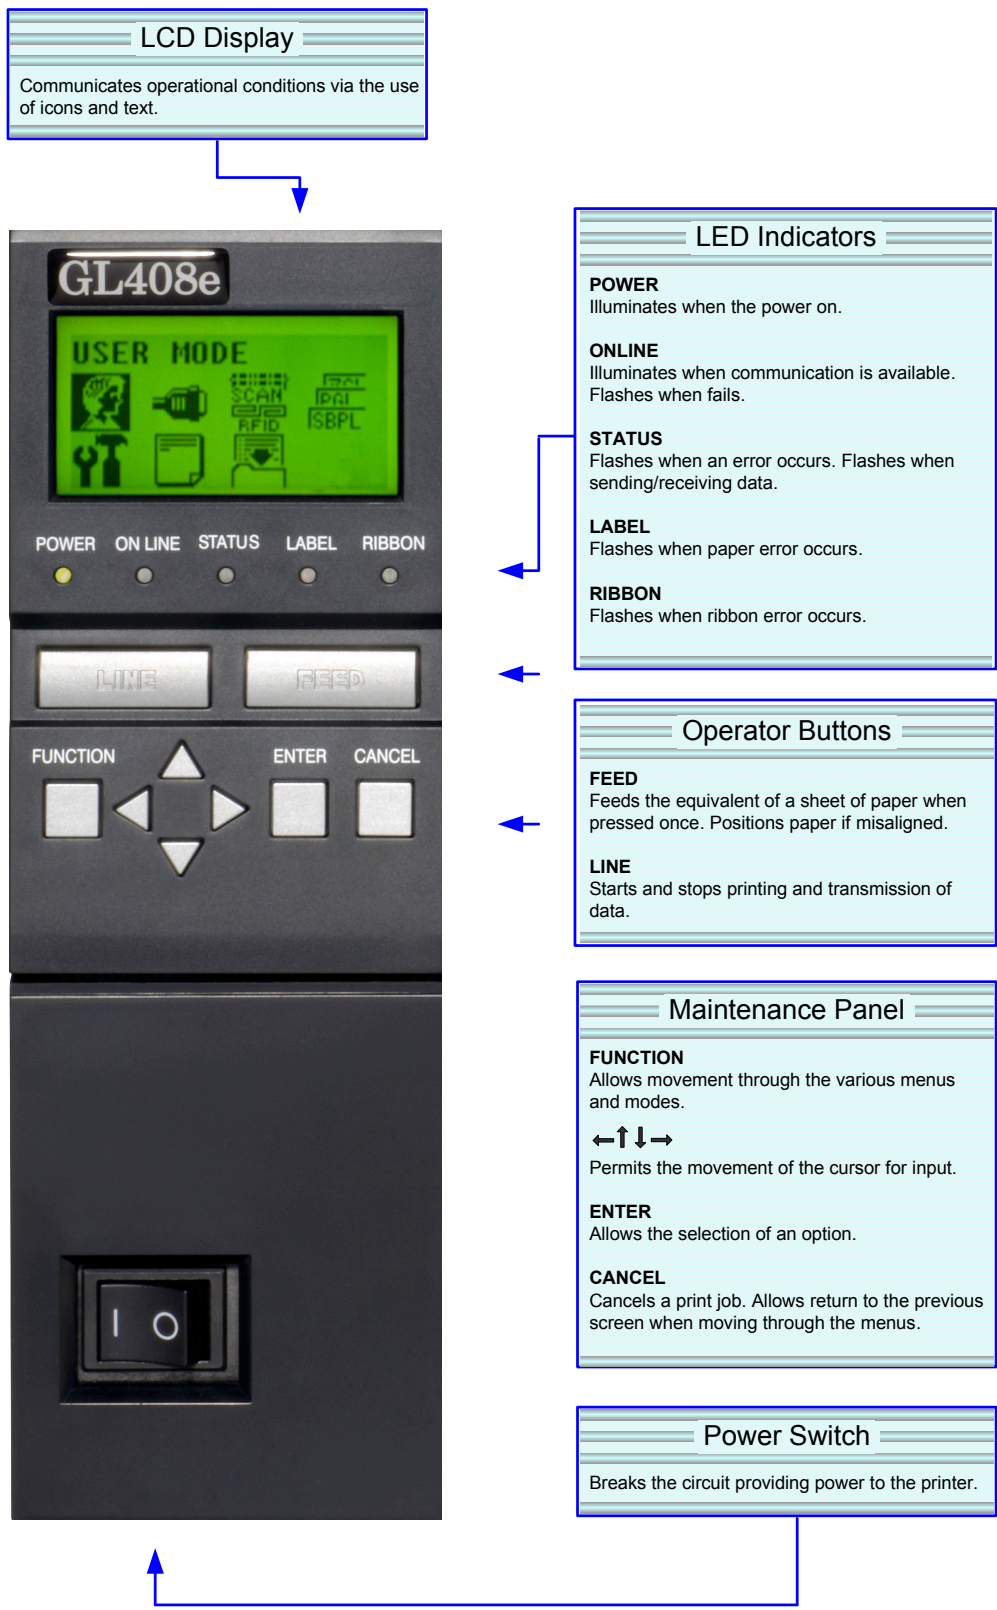 LCD Display
Communicates operational conditions via the use
of icons and text.
GL408e
USER MODE
SCAN
RFID
PGL
SBPL
POWER ON LINE STATUS LABEL RIBBON
LINE FEED
FUNCTION ENTER CANCEL
I O
LED Indicators
POWER
Illuminates when the power on.
ONLINE
Illuminates when communication is available.
Flashes when fails.
STATUS
Flashes when an error occurs. Flashes when
sending/receiving data.
LABEL
Flashes when paper error occurs.
RIBBON
Flashes when ribbon error occurs.
Operator Buttons
FEED
Feeds the equivalent of a sheet of paper when
pressed once. Positions paper if misaligned.
LINE
Starts and stops printing and transmission of
data.
Maintenance Panel
FUNCTION
Allows movement through the various menus
and modes.
←↑↓→
Permits the movement of the cursor for input.
ENTER
Allows the selection of an option.
CANCEL
Cancels a print job. Allows return to the previous
screen when moving through the menus.
Power Switch
Breaks the circuit providing power to the printer.